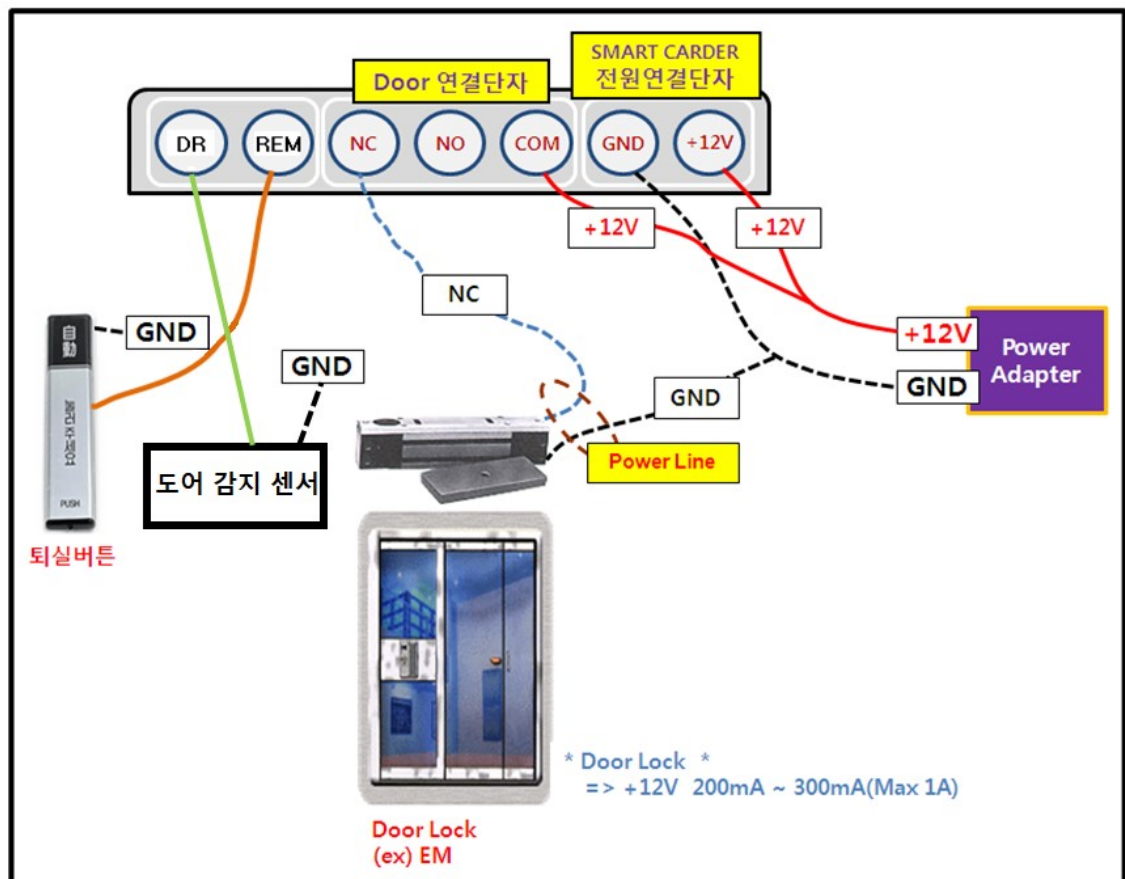 SMART CARDER
전원연결단자
Door 연결단자
DR
REM
NC
NO
COM
GND
+12V
+12V
+12V
NC
GND
GND
+12V
GND
Power
Adapter
GND
Power Line
自動
PUSH
도어 감지 센서
퇴실버튼
* Door Lock *
=> +12V 200mA ~ 300mA(Max 1A)
Door Lock
(ex) EM